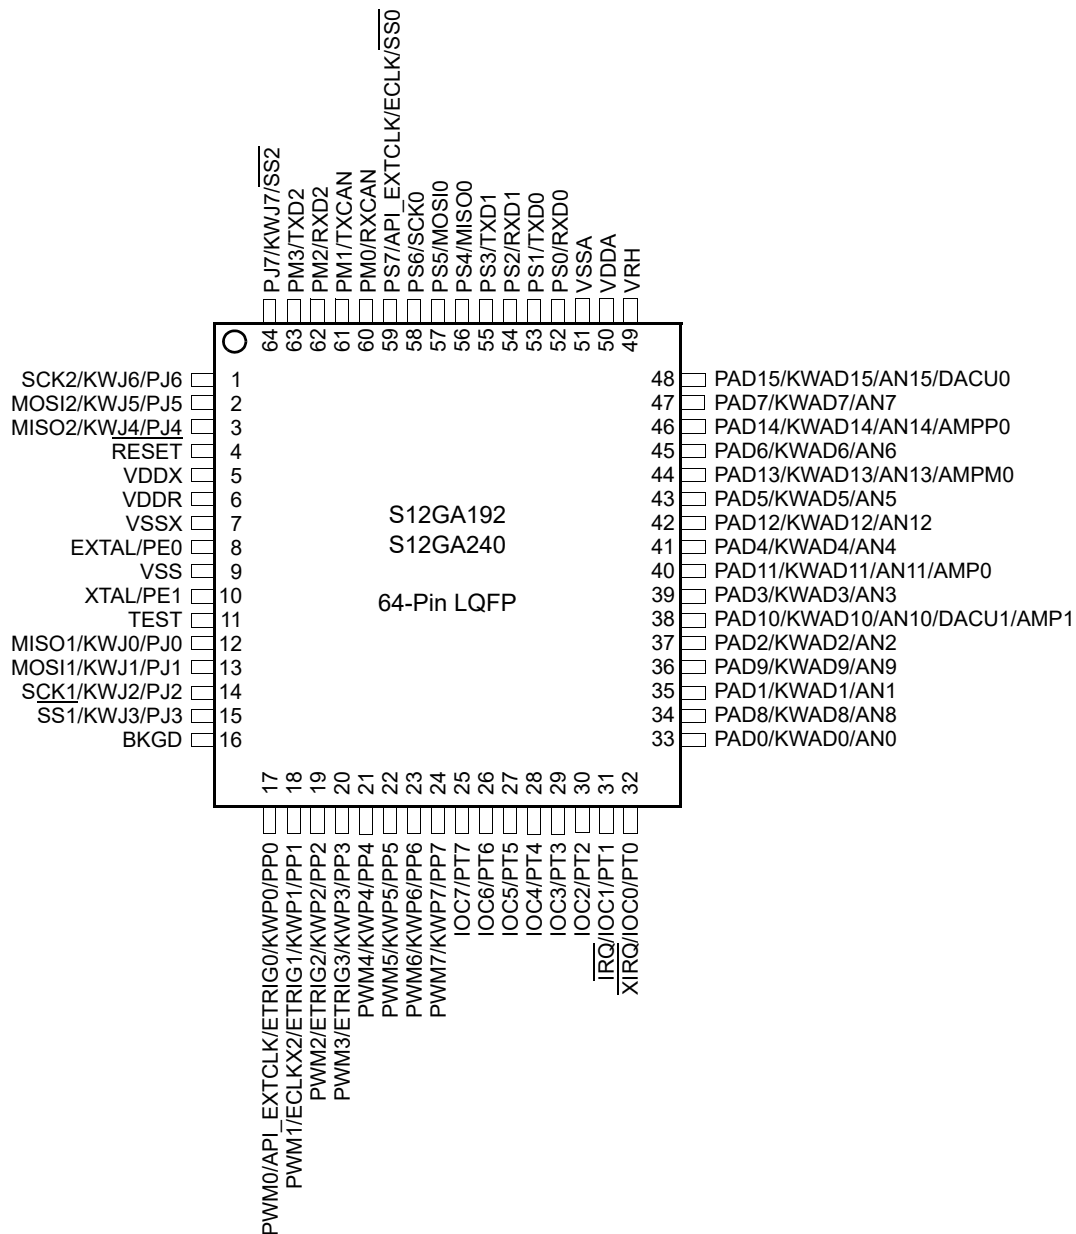 PJ7/KWJ7/SS2
PM3/TXD2
PM2/RXD2
PM1/TXCAN
PM0/RXCAN
PS7/API_EXTCLK/ECLK/SS0
PS6/SCK0
PS5/MOSI0
PS4/MISO0
PS3/TXD1
PS2/RXD1
PS1/TXD0
PS0/RXD0
VSSA
VDDA
VRH
64
63
62
61
60
59
58
57
56
55
54
53
52
51
50
49
SCK2/KWJ6/PJ6 1
MOSI2/KWJ5/PJ5 2
MISO2/KWJ4/PJ4 3
RESET 4
VDDX 5
VDDR 6
VSSX 7
EXTAL/PE0 8
VSS 9
XTAL/PE1 10
TEST 11
MISO1/KWJ0/PJ0 12
MOSI1/KWJ1/PJ1 13
SCK1/KWJ2/PJ2 14
SS1/KWJ3/PJ3 15
BKGD 16
S12GA192
S12GA240
64-Pin LQFP
48 PAD15/KWAD15/AN15/DACU0
47 PAD7/KWAD7/AN7
46 PAD14/KWAD14/AN14/AMPP0
45 PAD6/KWAD6/AN6
44 PAD13/KWAD13/AN13/AMPM0
43 PAD5/KWAD5/AN5
42 PAD12/KWAD12/AN12
41 PAD4/KWAD4/AN4
40 PAD11/KWAD11/AN11/AMP0
39 PAD3/KWAD3/AN3
38 PAD10/KWAD10/AN10/DACU1/AMP1
37 PAD2/KWAD2/AN2
36 PAD9/KWAD9/AN9
35 PAD1/KWAD1/AN1
34 PAD8/KWAD8/AN8
33 PAD0/KWAD0/AN0
17
18
19
20
21
22
23
24
25
26
27
28
29
30
31
32
PWM0/API_EXTCLK/ETRIG0/KWP0/PP0
PWM1/ECLKX2/ETRIG1/KWP1/PP1
PWM2/ETRIG2/KWP2/PP2
PWM3/ETRIG3/KWP3/PP3
PWM4/KWP4/PP4
PWM5/KWP5/PP5
PWM6/KWP6/PP6
PWM7/KWP7/PP7
IOC7/PT7
IOC6/PT6
IOC5/PT5
IOC4/PT4
IOC3/PT3
IOC2/PT2
IRQ/IOC1/PT1
XIRQ/IOC0/PT0